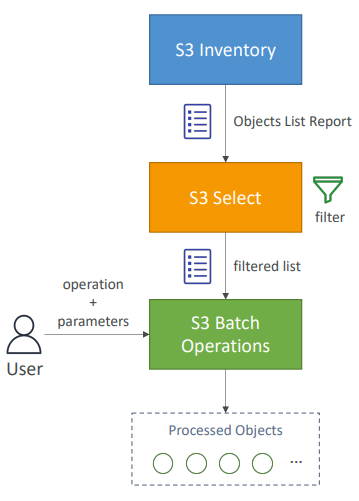 S3 Inventory
Objects List Report
S3 Select
filter
filtered list
operation
+
parameters
User
S3 Batch
Operations
Processed Objects
...